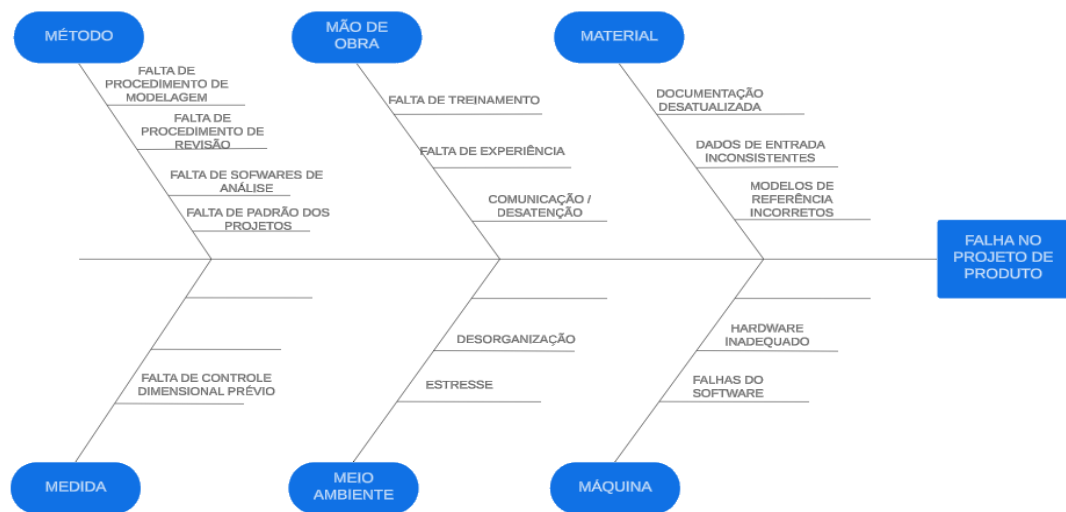 MÉTODO
MÃO DE
OBRA
MATERIAL
FALTA DE
PROCEDIMENTO DE
MODELAGEM
FALTA DE
PROCEDIMENTO DE
REVISÃO
FALTA DE SOFWARES DE
ANÁLISE
FALTA DE PADRÃO DOS
PROJETOS
FALTA DE TREINAMENTO
FALTA DE EXPERIÊNCIA
COMUNICAÇÃO /
DESATENÇÃO
DOCUMENTAÇÃO
DESATUALIZADA
DADOS DE ENTRADA
INCONSISTENTES
MODELOS DE
REFERÊNCIA
INCORRETOS
FALHA NO
PROJETO DE
PRODUTO
FALTA DE CONTROLE
DIMENSIONAL PRÉVIO
DESORGANIZAÇÃO
ESTRESSE
HARDWARE
INADEQUADO
FALHAS DO
SOFTWARE
MEDIDA
MEIO
AMBIENTE
MÁQUINA